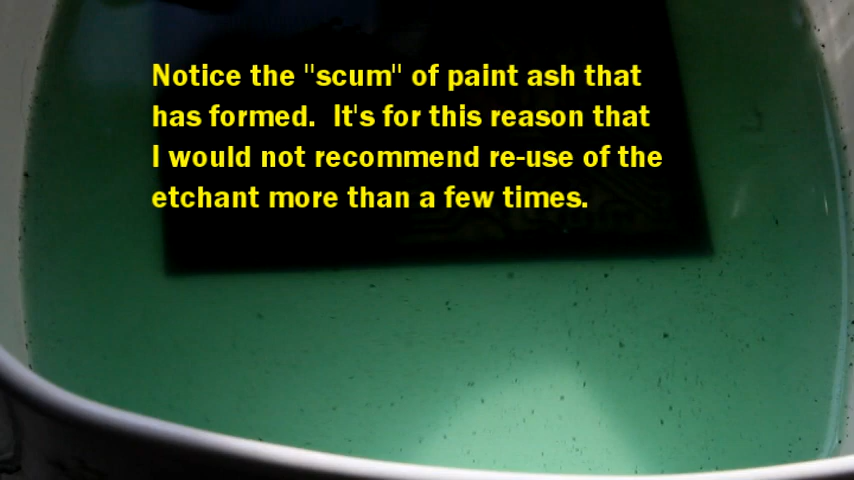 Notice the "scum" of paint ash that
has formed.  It's for this reason that
I would not recommend re-use of the
etchant more than a few times.